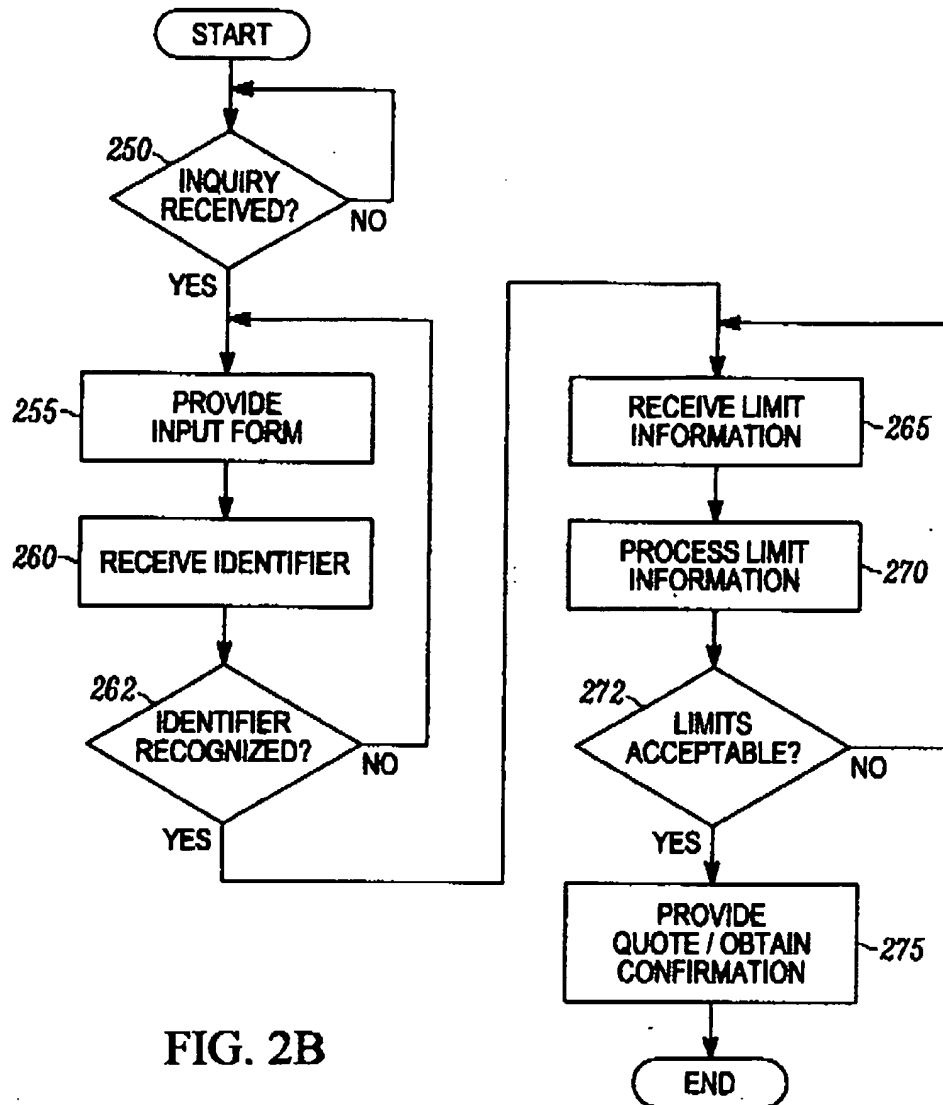 START
250
INQUIRY
RECEIVED?
NO
YES
255
PROVIDE
INPUT FORM
260
RECEIVE IDENTIFIER
262
IDENTIFIER
RECOGNIZED?
NO
YES
RECEIVE LIMIT
INFORMATION
265
PROCESS LIMIT
INFORMATION
270
272
LIMITS
ACCEPTABLE?
NO
YES
PROVIDE
QUOTE / OBTAIN
CONFIRMATION
275
END
FIG. 2B